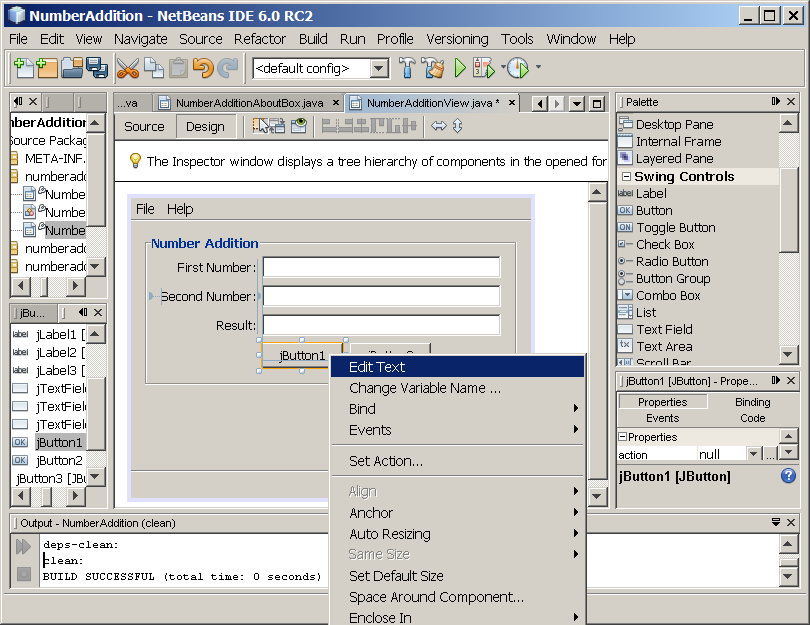 NumberAddition - NetBeans IDE 6.0 RC2
File Edit View Navigate Source Refactor Build Run Profile Versioning Tools Window Help
<default config>
...va NumberAdditionAboutBox.java NumberAdditionView.java *
Source Design
The Inspector window displays a tree hierarchy of components in the opened for
numberAddition
Source Packag
META-INF.
numberadd
Numbe
Numbe
Numbe
numberadd
numberadd
File Help
Number Addition
First Number:
Second Number:
Result:
jButton1
Edit Text
Change Variable Name ...
Bind
Events
Set Action...
Align
Anchor
Auto Resizing
Same Size
Set Default Size
Space Around Component...
Enclose In
jBu...
jLabel1 [
jLabel2 [
jLabel3 [
jTextField
jTextField
jTextField
jButton1
jButton2
jButton3 [JBu
Palette
Desktop Pane
Internal Frame
Layered Pane
Swing Controls
Label
Button
Toggle Button
Check Box
Radio Button
Button Group
Combo Box
List
Text Field
Text Area
Scroll Bar
jButton1 [JButton] - Prope...
Properties Binding
Events Code
Properties
action null ...
jButton1 [JButton]
Output - NumberAddition (clean)
deps-clean:
clean:
BUILD SUCCESSFUL (total time: 0 seconds)